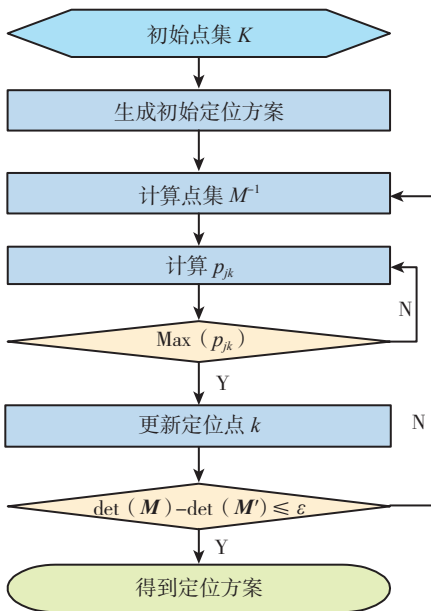 初始点集 K
生成初始定位方案
计算点集 M⁻¹
计算 pⱼₖ
N
Max（pⱼₖ）
Y
更新定位点 k
N
det（M）–det（M'）≤ ε
Y
得到定位方案